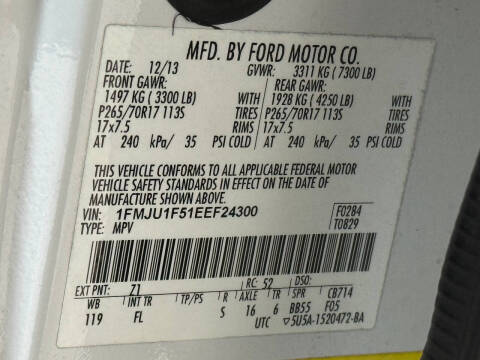 MFD. BY FORD MOTOR CO.
DATE: 12/13 GVWR: 3311 KG ( 7300 LB)
FRONT GAWR: REAR GAWR:
1497 KG ( 3300 LB) WITH 1928 KG ( 4250 LB) WITH
P265/70R17 113S TIRES P265/70R17 113S TIRES
17x7.5 RIMS 17x7.5 RIMS
AT 240 kPa/ 35 PSI COLD AT 240 kPa/ 35 PSI COLD
THIS VEHICLE CONFORMS TO ALL APPLICABLE FEDERAL MOTOR
VEHICLE SAFETY STANDARDS IN EFFECT ON THE DATE OF
MANUFACTURE SHOWN ABOVE.
VIN: 1FMJU1F51EEF24300 F0284
TYPE: MPV T0829
EXT PNT: Z1 RC: 52 DSO:
WB INT TR TP/PS R AXLE TR SPR CB714
119 FL S 16 6 BB55 F05
UTC ▽5U5A-1520472-BA